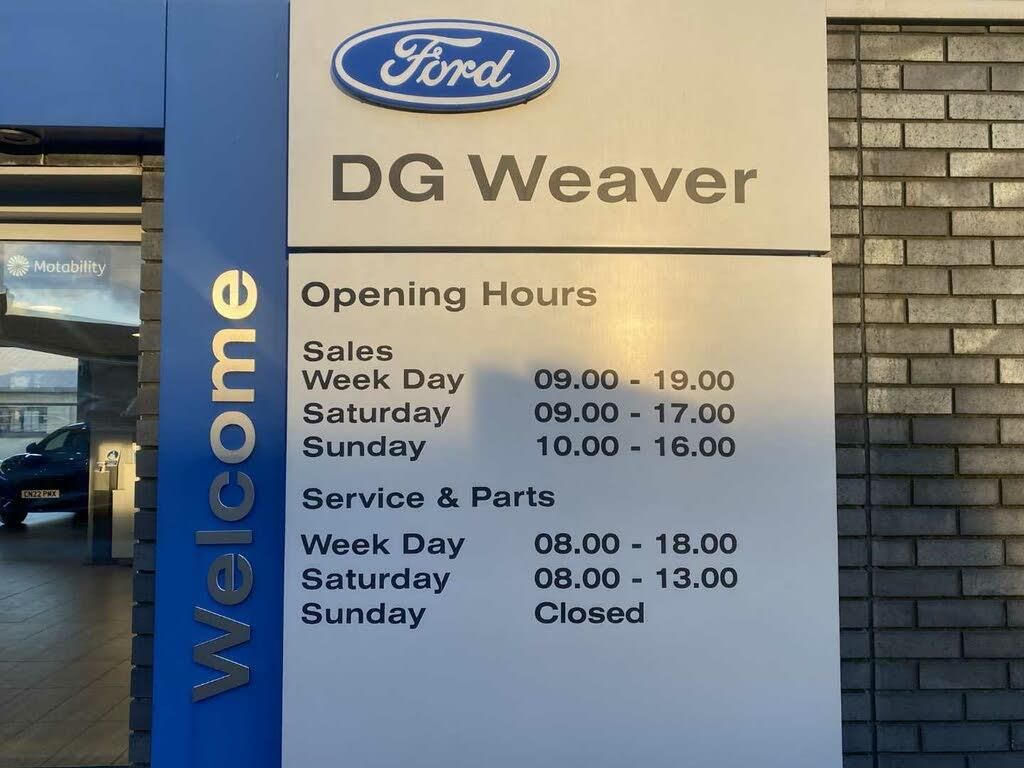 Ford
DG Weaver
Welcome
Opening Hours
Sales
Week Day 09.00 - 19.00
Saturday 09.00 - 17.00
Sunday 10.00 - 16.00
Service & Parts
Week Day 08.00 - 18.00
Saturday 08.00 - 13.00
Sunday Closed
Motability
CN22 PMX